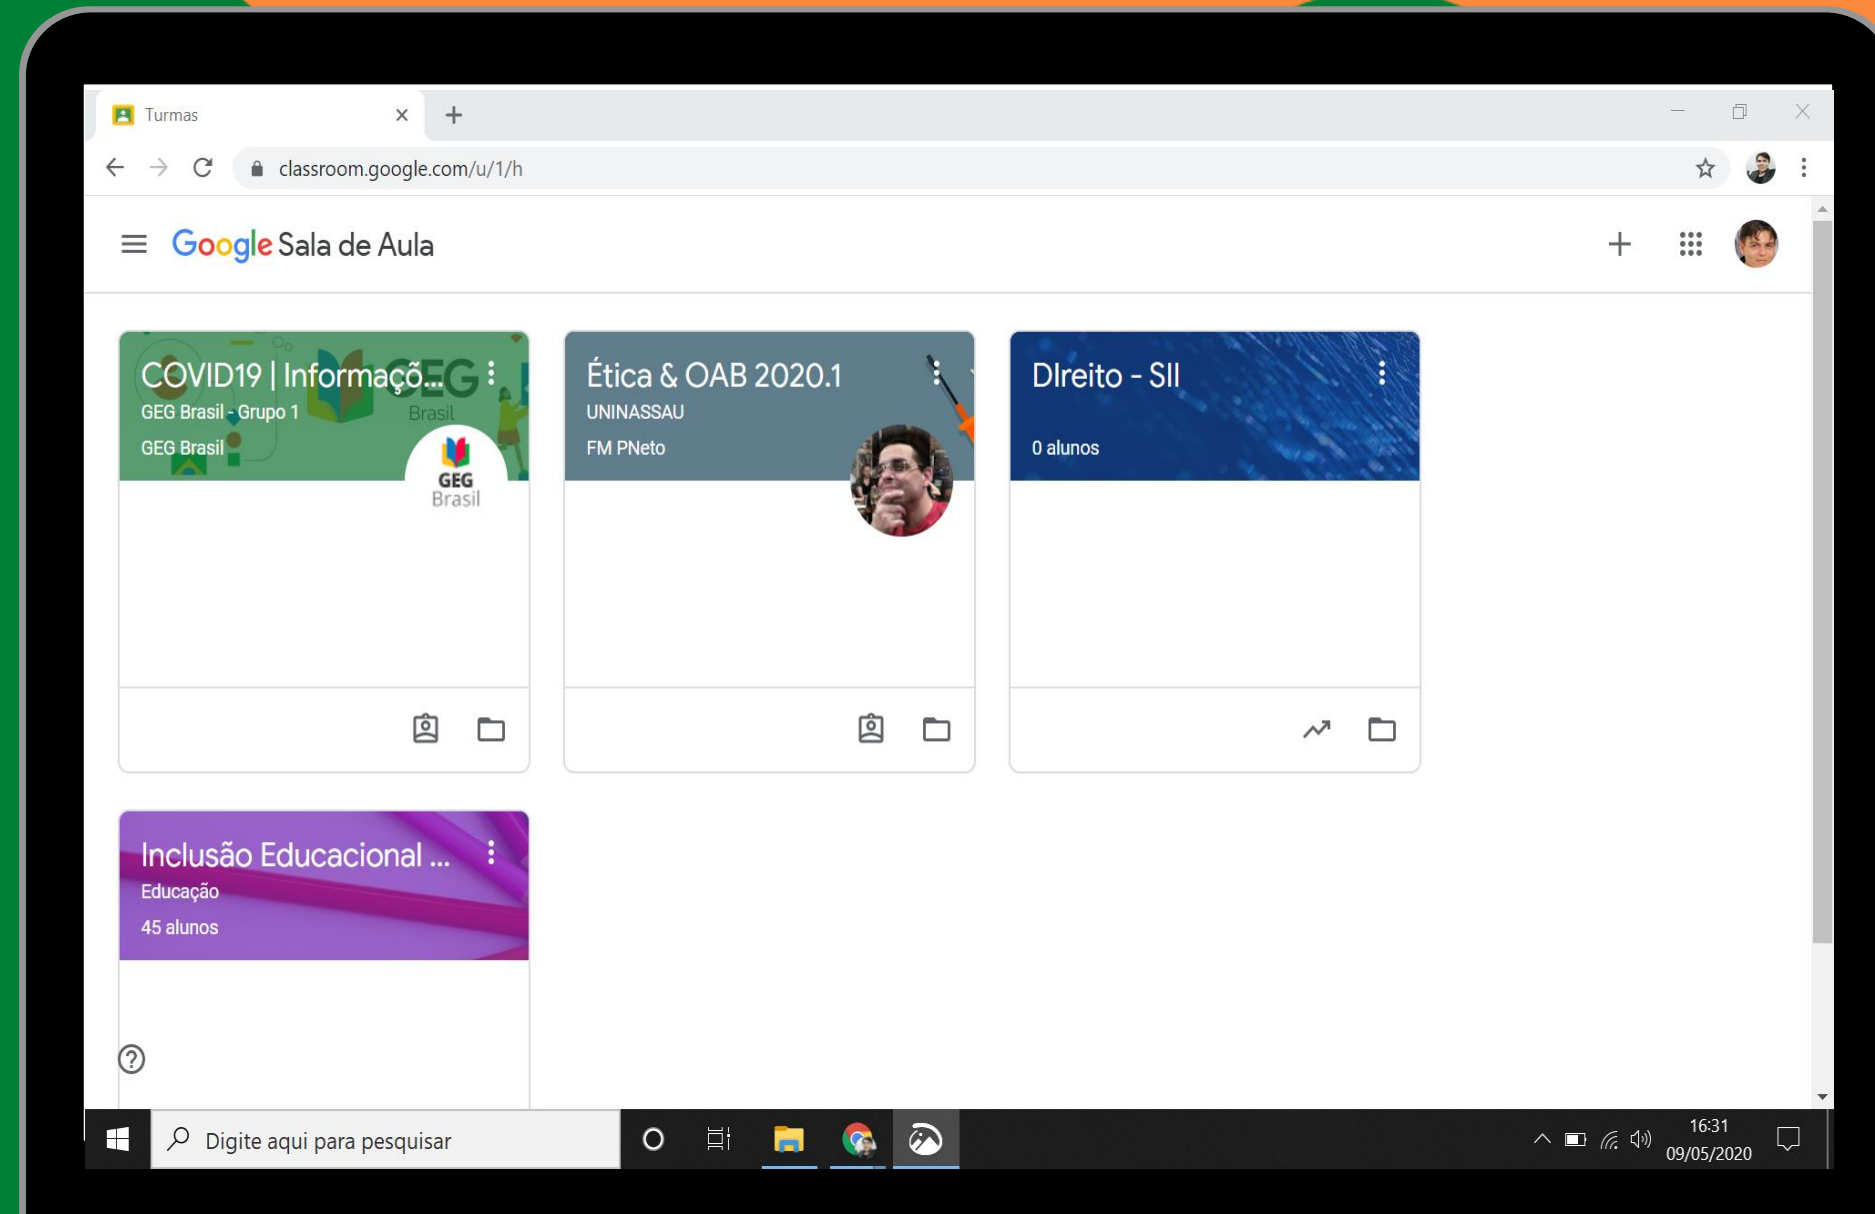 Turmas
classroom.google.com/u/1/h
Google Sala de Aula
COVID19 | Informaçõ...
GEG
GEG Brasil - Grupo 1
Brasil
GEG Brasil
GEG
Brasil
Ética & OAB 2020.1
UNINASSAU
FM PNeto
DIreito - SII
0 alunos
Inclusão Educacional ...
Educação
45 alunos
Digite aqui para pesquisar
16:31
09/05/2020